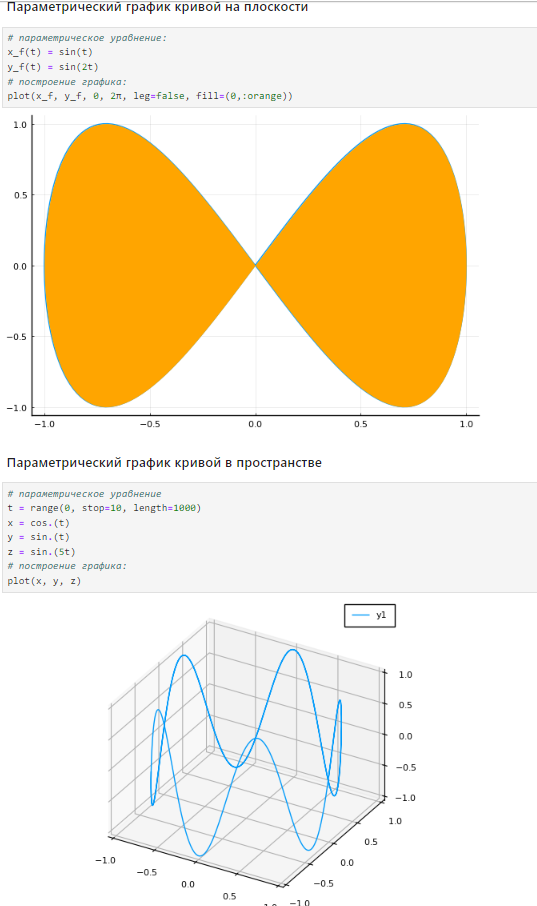 Параметрический график кривой на плоскости
# параметрическое уравнение:
x_f(t) = sin(t)
y_f(t) = sin(2t)
# построение графика:
plot(x_f, y_f, 0, 2π, leg=false, fill=(0,:orange))
1.0
0.5
0.0
−0.5
−1.0
−1.0 −0.5 0.0 0.5 1.0
Параметрический график кривой в пространстве
# параметрическое уравнение
t = range(0, stop=10, length=1000)
x = cos.(t)
y = sin.(t)
z = sin.(5t)
# построение графика:
plot(x, y, z)
y1
1.0
0.5
0.0
−0.5
−1.0
1.0
0.5
0.0
−0.5
−1.0
−1.0
−0.5
0.0
0.5
1.0